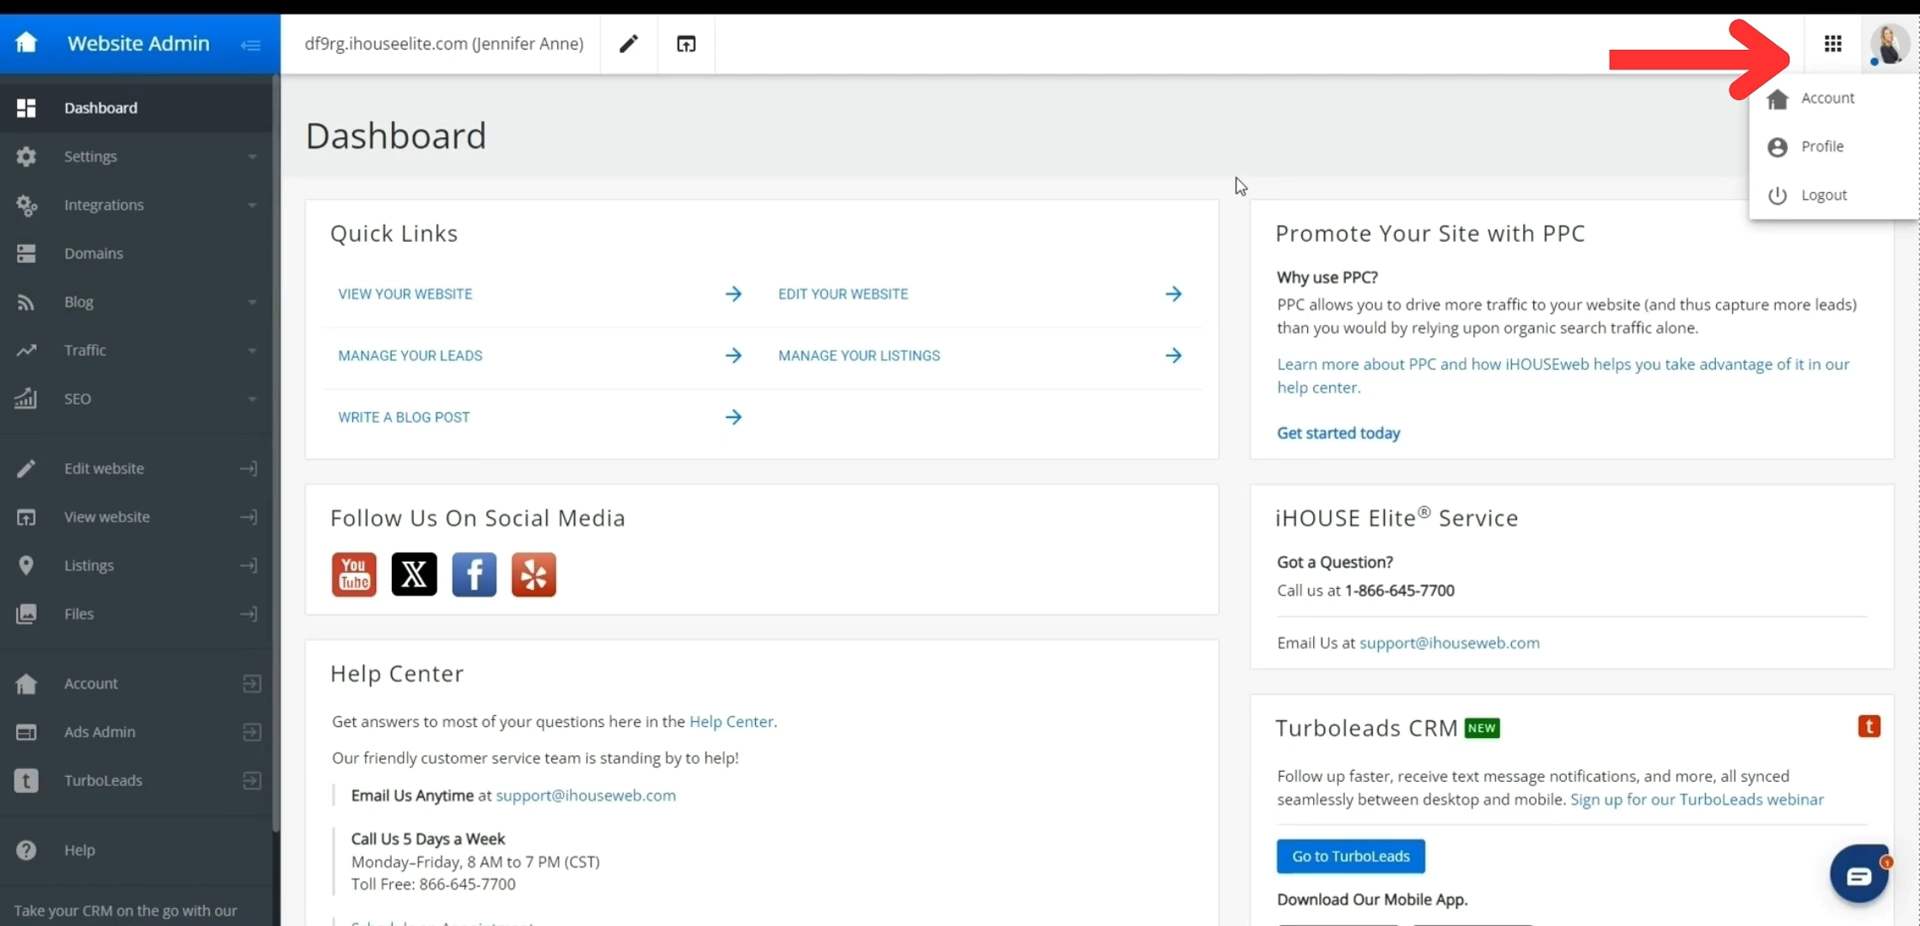 Website Admin
df9rg.ihouseelite.com (Jennifer Anne)
Account
Profile
Logout
Dashboard
Settings
Integrations
Domains
Blog
Traffic
SEO
Edit website
View website
Listings
Files
Account
Ads Admin
t
TurboLeads
Help
Take your CRM on the go with our
Dashboard
Quick Links
VIEW YOUR WEBSITE
EDIT YOUR WEBSITE
MANAGE YOUR LEADS
MANAGE YOUR LISTINGS
WRITE A BLOG POST
Follow Us On Social Media
You
Tube
X
f
Help Center
Get answers to most of your questions here in the Help Center.
Our friendly customer service team is standing by to help!
Email Us Anytime at support@ihouseweb.com
Call Us 5 Days a Week
Monday–Friday, 8 AM to 7 PM (CST)
Toll Free: 866-645-7700
Promote Your Site with PPC
Why use PPC?
PPC allows you to drive more traffic to your website (and thus capture more leads)
than you would by relying upon organic search traffic alone.
Learn more about PPC and how iHOUSEweb helps you take advantage of it in our
help center.
Get started today
iHOUSE Elite® Service
Got a Question?
Call us at 1-866-645-7700
Email Us at support@ihouseweb.com
Turboleads CRM NEW
t
Follow up faster, receive text message notifications, and more, all synced
seamlessly between desktop and mobile. Sign up for our TurboLeads webinar
Go to TurboLeads
Download Our Mobile App.
1